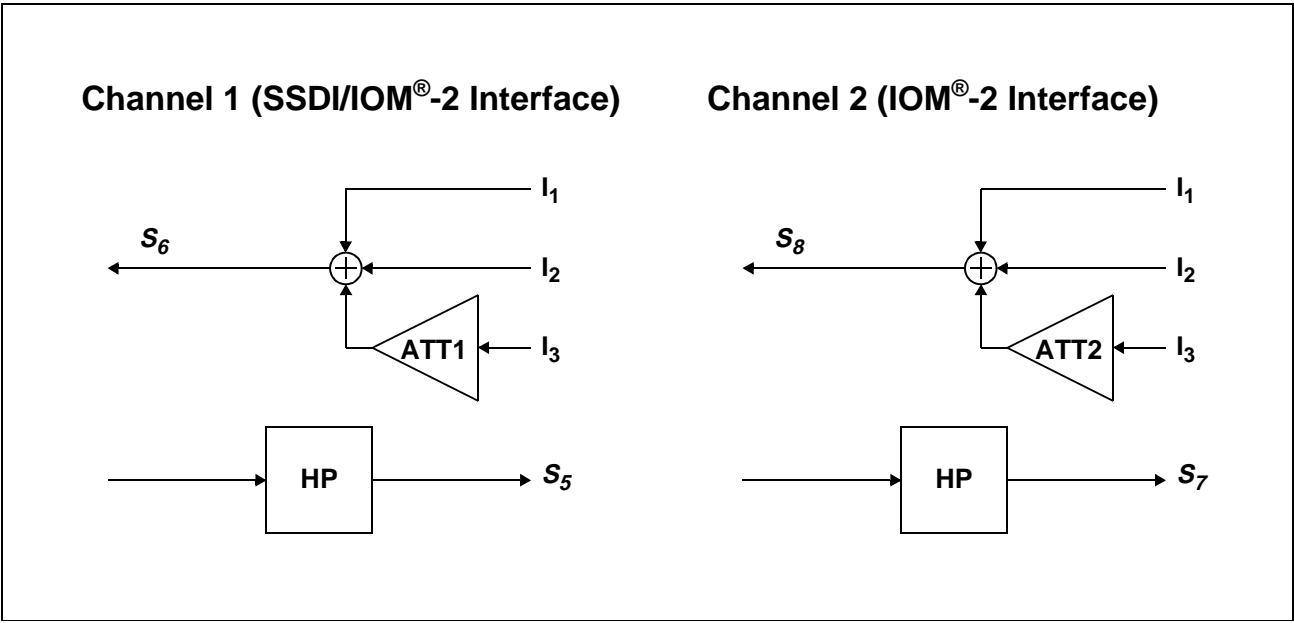 Channel 1 (SSDI/IOM®-2 Interface)
I1
S6
I2
ATT1
I3
HP
S5
Channel 2 (IOM®-2 Interface)
I1
S8
I2
ATT2
I3
HP
S7